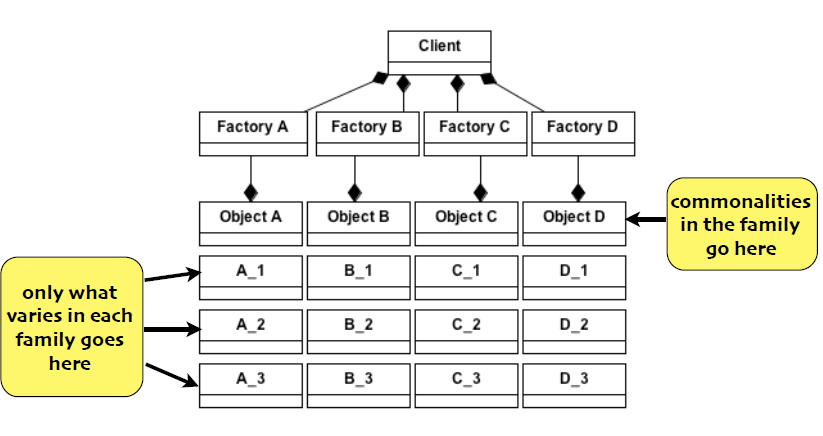 Client
Factory A
Factory B
Factory C
Factory D
Object A
Object B
Object C
Object D
commonalities
in the family
go here
A_1
B_1
C_1
D_1
only what
varies in each
family goes
here
A_2
B_2
C_2
D_2
A_3
B_3
C_3
D_3